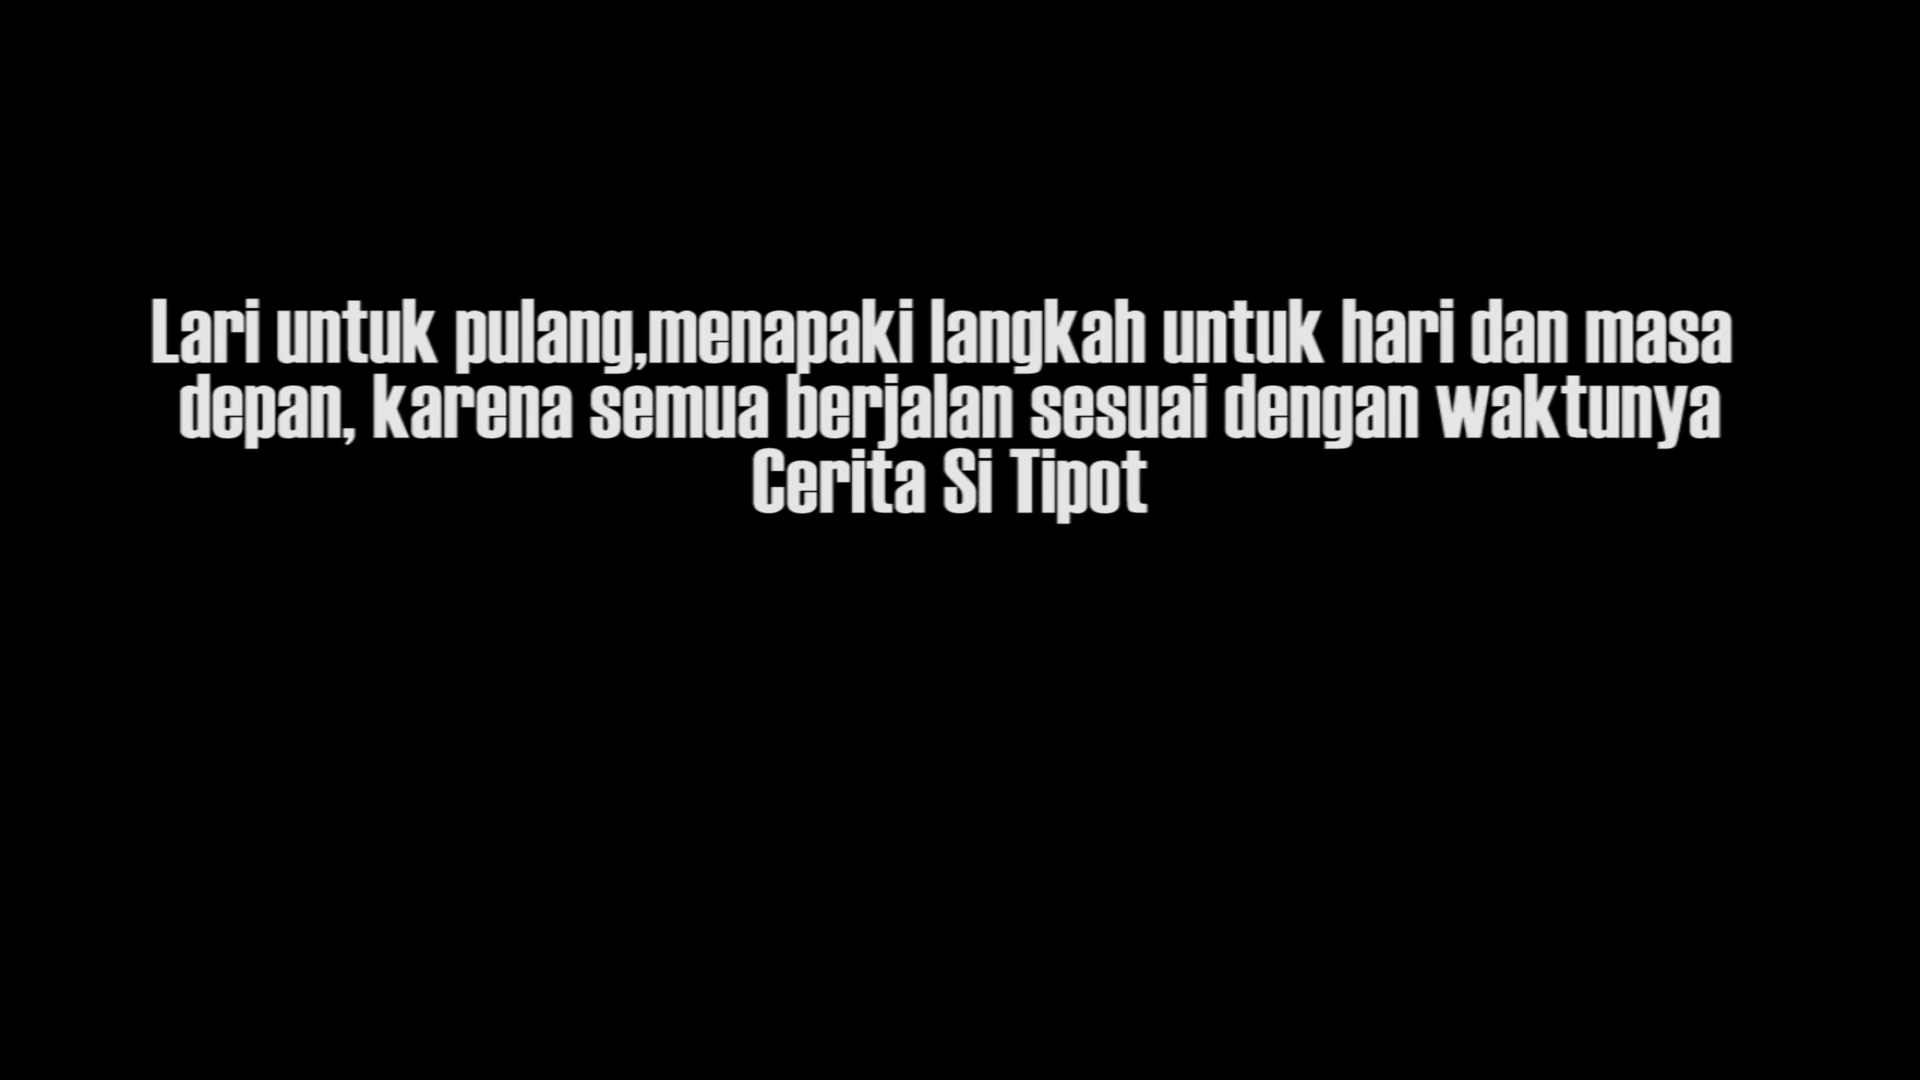 Lari untuk pulang,menapaki langkah untuk hari dan masa
depan, karena semua berjalan sesuai dengan waktunya
Cerita Si Tipot